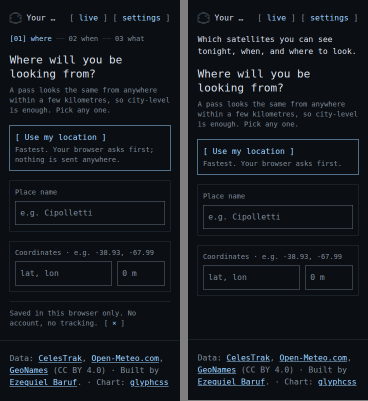 Your … [ live ] [ settings ]
[01] where — 02 when — 03 what
Where will you be
looking from?
A pass looks the same from anywhere
within a few kilometres, so city-level
is enough. Pick any one.
[ Use my location ]
Fastest. Your browser asks first;
nothing is sent anywhere.
Place name
e.g. Cipolletti
Coordinates · e.g. -38.93, -67.99
lat, lon
0 m
Saved in this browser only. No
account, no tracking. [ × ]
Data: CelesTrak, Open-Meteo.com,
GeoNames (CC BY 4.0) · Built by
Ezequiel Baruf. · Chart: glyphcss
Your … [ live ] [ settings ]
Which satellites you can see
tonight, when, and where to look.
Where will you be
looking from?
A pass looks the same from anywhere
within a few kilometres, so city-level
is enough. Pick any one.
[ Use my location ]
Fastest. Your browser asks first.
Place name
e.g. Cipolletti
Coordinates · e.g. -38.93, -67.99
lat, lon
0 m
Data: CelesTrak, Open-Meteo.com,
GeoNames (CC BY 4.0) · Built by
Ezequiel Baruf. · Chart: glyphcss